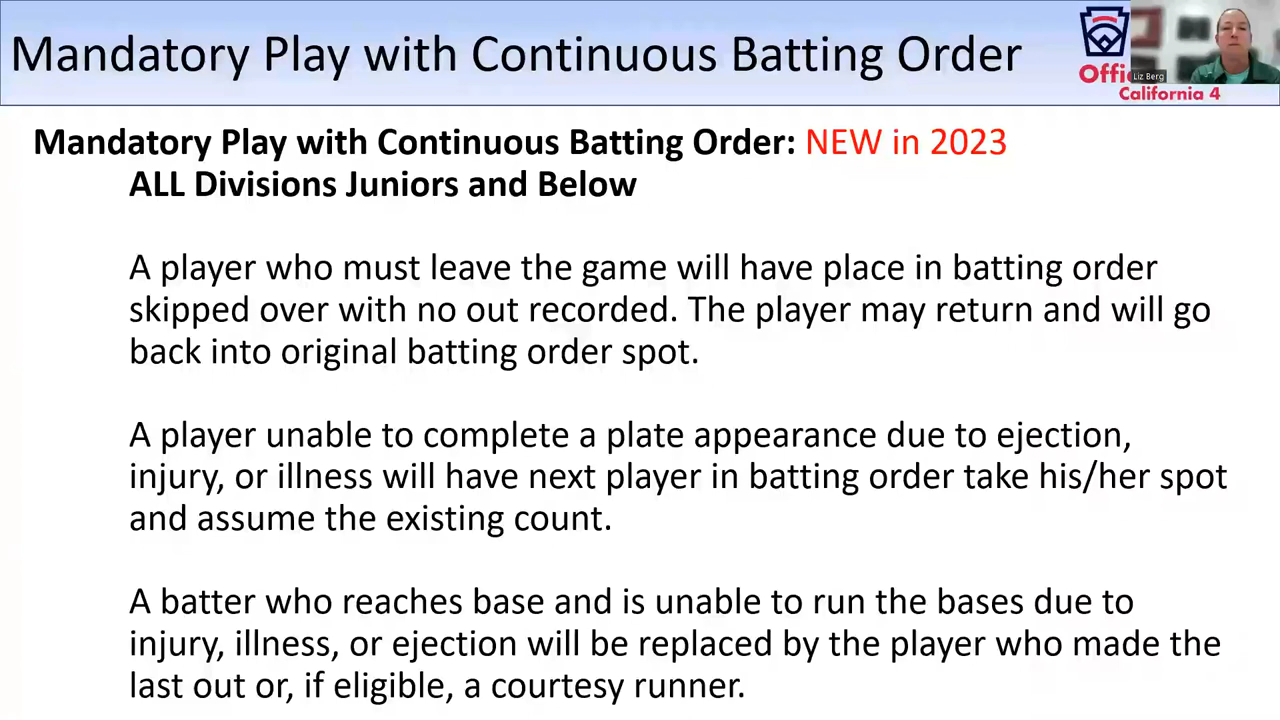 Mandatory Play with Continuous Batting Order
Liz Berg
California 4
Mandatory Play with Continuous Batting Order: NEW in 2023
ALL Divisions Juniors and Below
A player who must leave the game will have place in batting order
skipped over with no out recorded. The player may return and will go
back into original batting order spot.
A player unable to complete a plate appearance due to ejection,
injury, or illness will have next player in batting order take his/her spot
and assume the existing count.
A batter who reaches base and is unable to run the bases due to
injury, illness, or ejection will be replaced by the player who made the
last out or, if eligible, a courtesy runner.